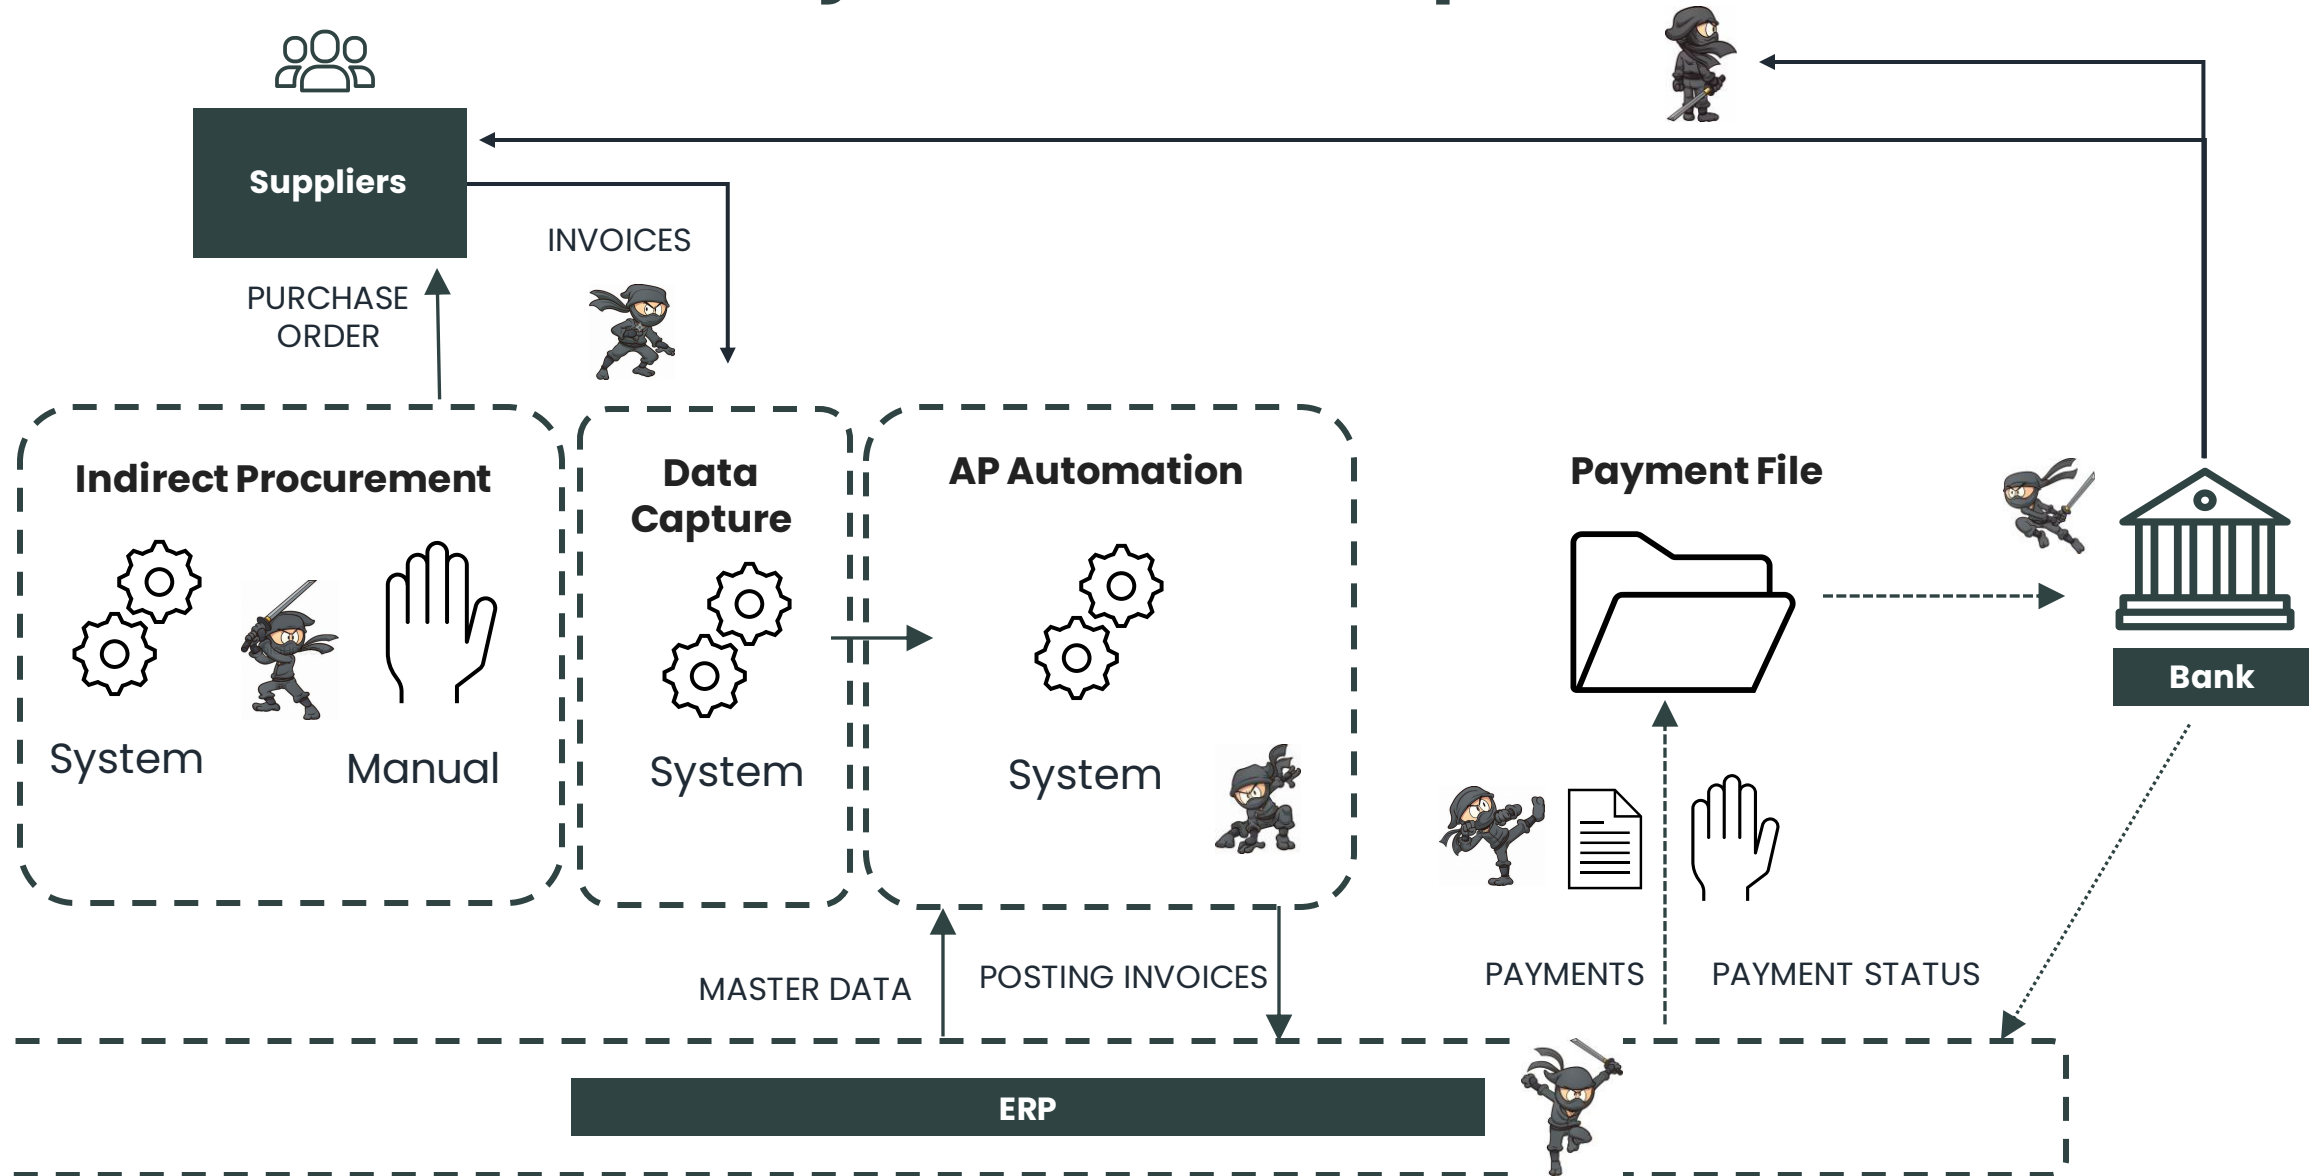 Suppliers
INVOICES
PURCHASE
ORDER
Indirect Procurement
Data
Capture
AP Automation
Payment File
System
Manual
System
System
Bank
MASTER DATA
POSTING INVOICES
PAYMENTS
PAYMENT STATUS
ERP